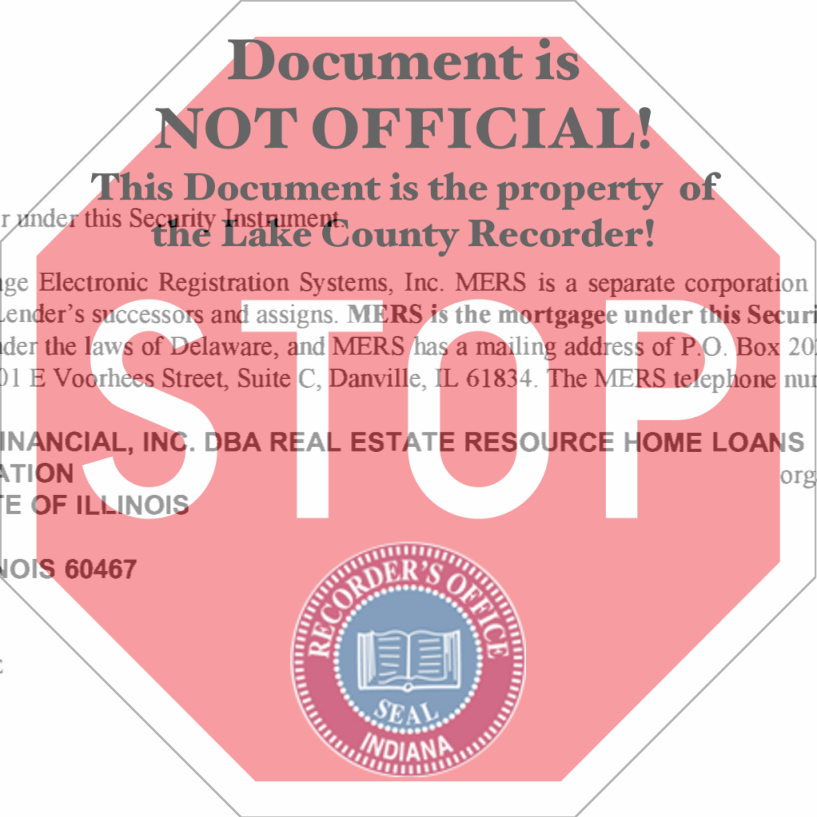 Document is
NOT OFFICIAL!
This Document is the property of
r under this Security Instrument.
the Lake County Recorder!
ge Electronic Registration Systems, Inc. MERS is a separate corporation
Lender's successors and assigns. MERS is the mortgagee under this Securi
der the laws of Delaware, and MERS has a mailing address of P.O. Box 20
01 E Voorhees Street, Suite C, Danville, IL 61834. The MERS telephone nu
STOP
INANCIAL, INC. DBA REAL ESTATE RESOURCE HOME LOANS
ATION org
TE OF ILLINOIS
NOIS 60467
RECORDER'S OFFICE
SEAL
INDIANA